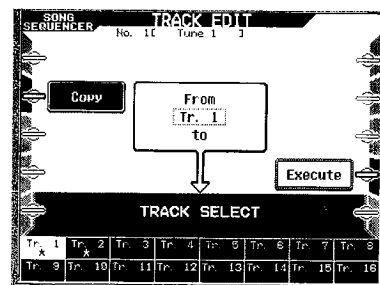 SONG
SEQUENCER
TRACK EDIT
No. 1[ Tune 1 ]
Copy
From
Tr. 1
to
Execute
TRACK SELECT
Tr. 1 Tr. 2 Tr. 3 Tr. 4 Tr. 5 Tr. 6 Tr. 7 Tr. 8
* *
Tr. 9 Tr. 10 Tr. 11 Tr. 12 Tr. 13 Tr. 14 Tr. 15 Tr. 16